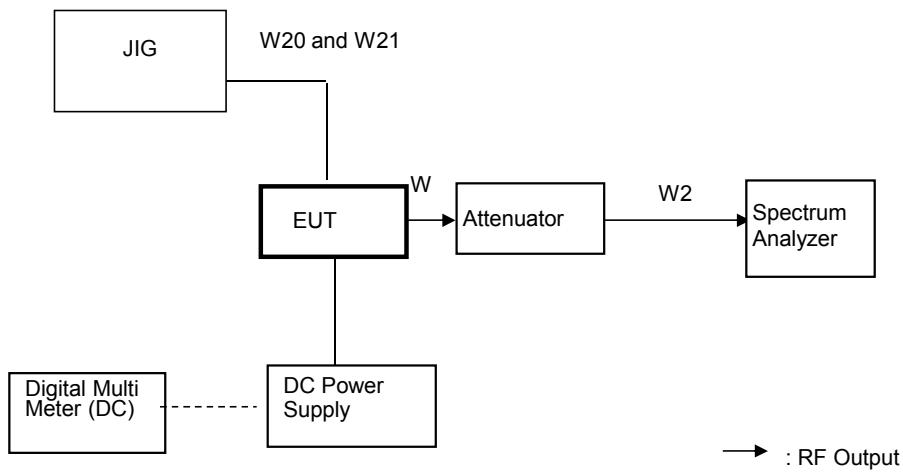 JIG
W20 and W21
EUT
W
Attenuator
W2
Spectrum
Analyzer
Digital Multi
Meter (DC)
DC Power
Supply
: RF Output